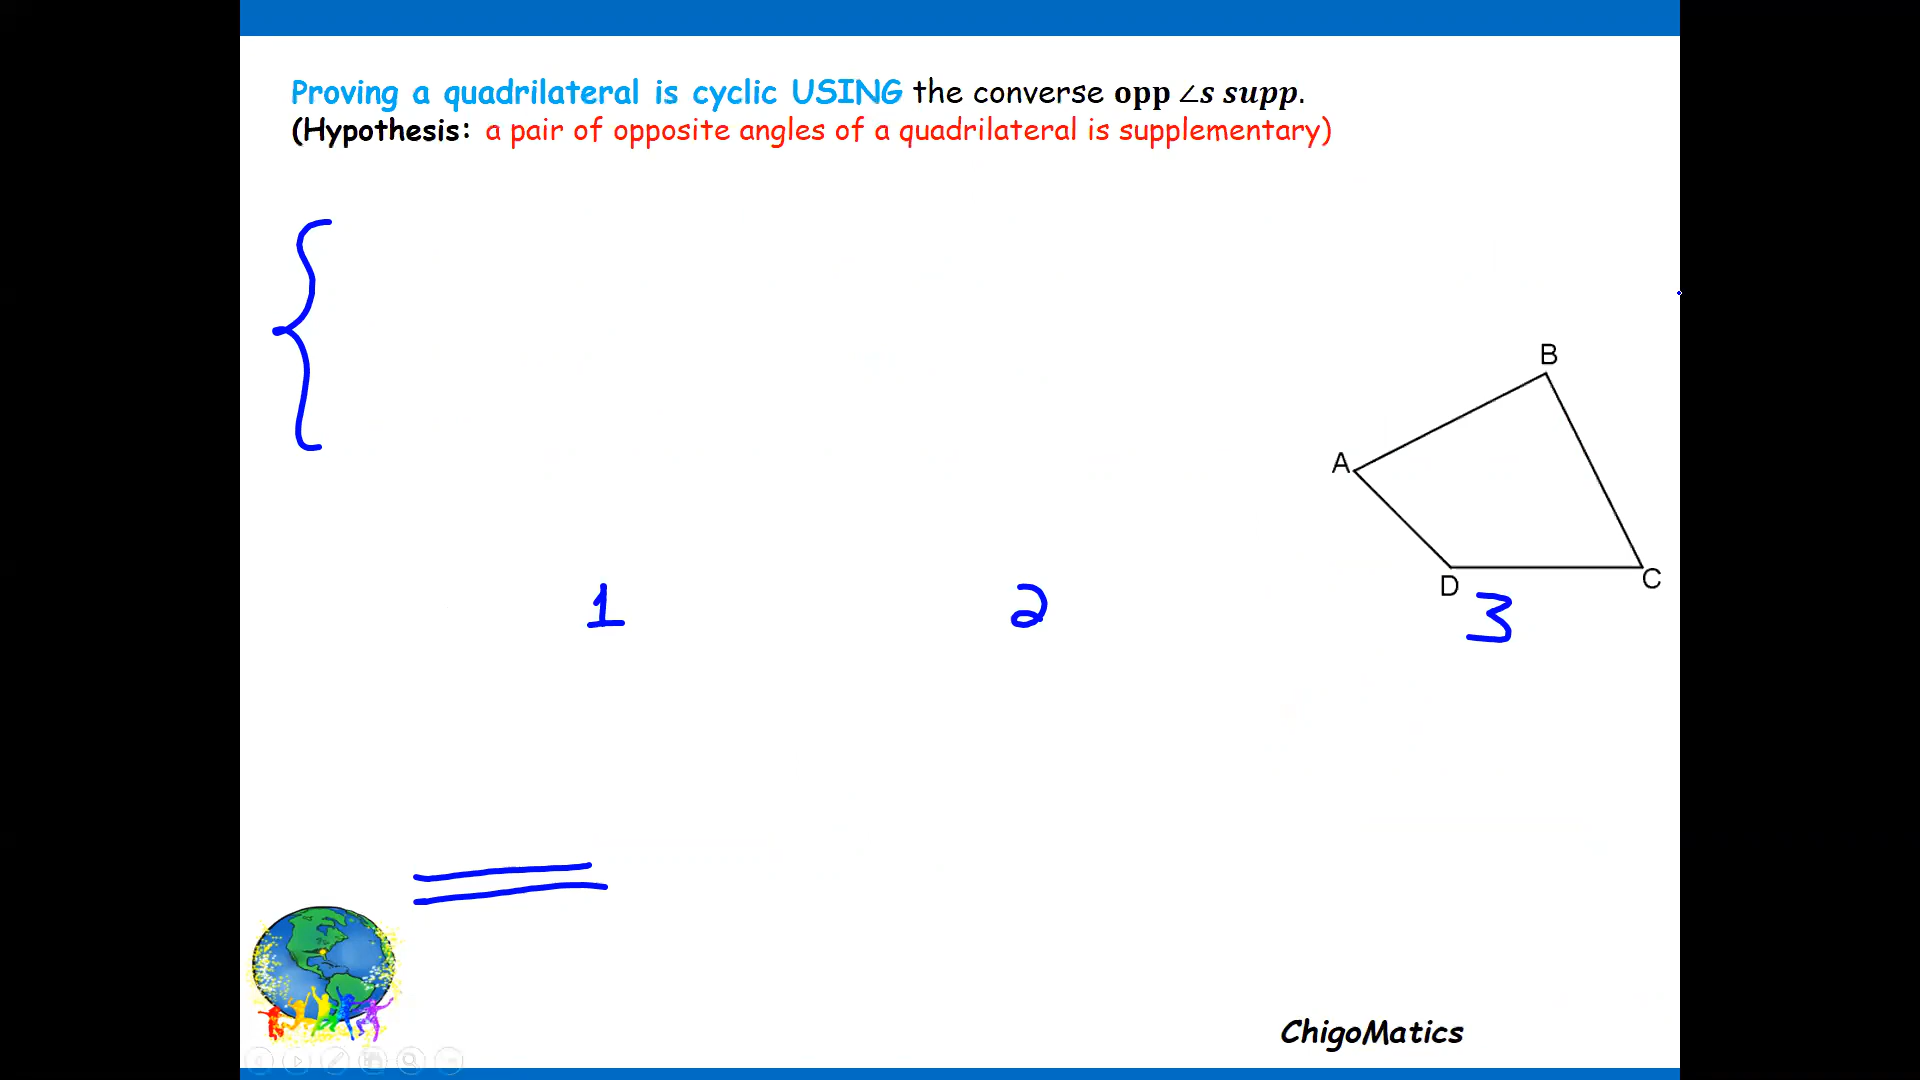 Proving a quadrilateral is cyclic USING the converse opp ∠s supp.
(Hypothesis: a pair of opposite angles of a quadrilateral is supplementary)
B
A
D
C
1
2
3
ChigoMatics